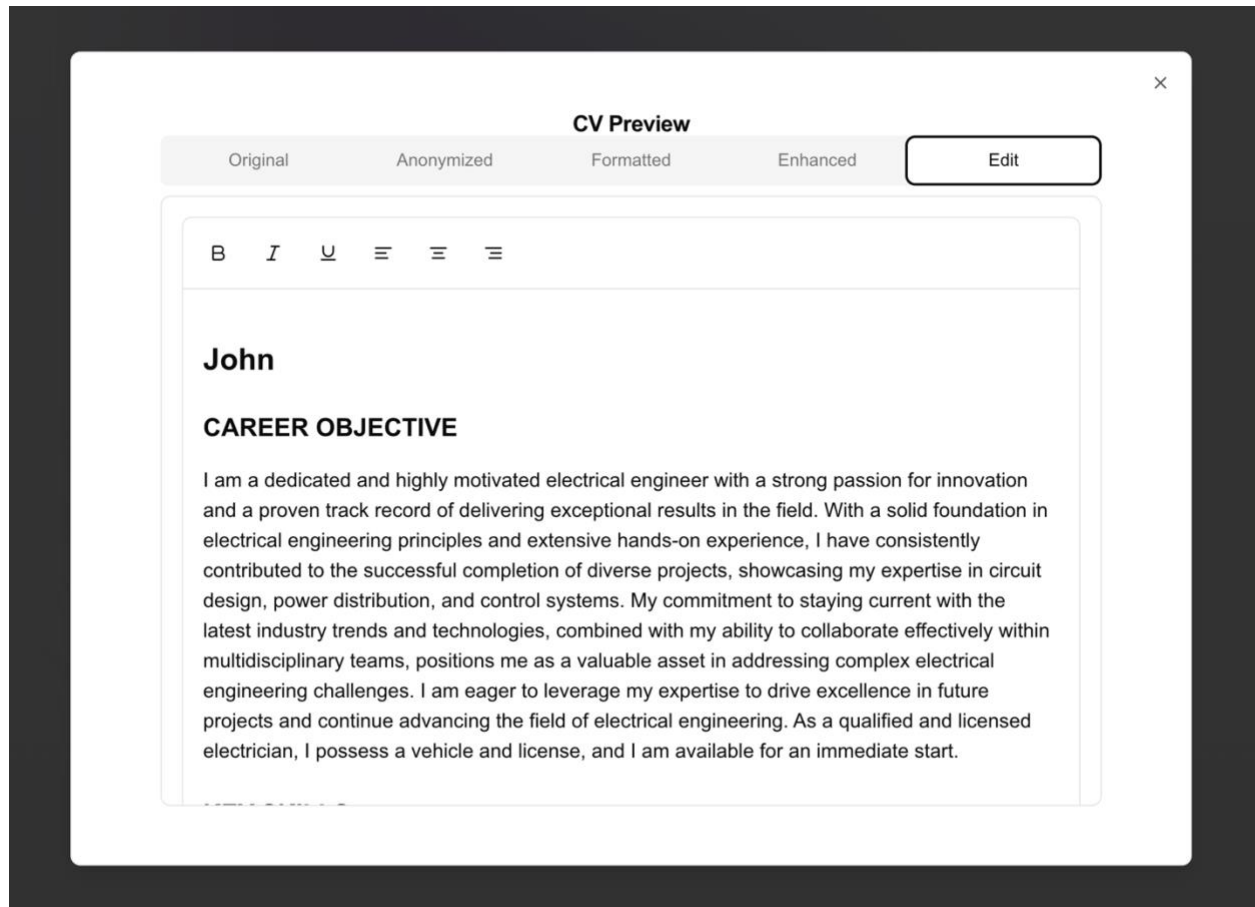 CV Preview
Original Anonymized Formatted Enhanced Edit
B I U
John
CAREER OBJECTIVE
I am a dedicated and highly motivated electrical engineer with a strong passion for innovation
and a proven track record of delivering exceptional results in the field. With a solid foundation in
electrical engineering principles and extensive hands-on experience, I have consistently
contributed to the successful completion of diverse projects, showcasing my expertise in circuit
design, power distribution, and control systems. My commitment to staying current with the
latest industry trends and technologies, combined with my ability to collaborate effectively within
multidisciplinary teams, positions me as a valuable asset in addressing complex electrical
engineering challenges. I am eager to leverage my expertise to drive excellence in future
projects and continue advancing the field of electrical engineering. As a qualified and licensed
electrician, I possess a vehicle and license, and I am available for an immediate start.